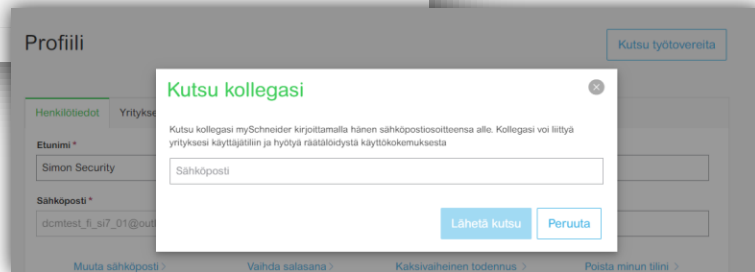 Profiili
Kutsu työtovereita
Kutsu kollegasi
Henkilötiedot
Kutsu kollegasi mySchneider kirjoittamalla hänen sähköpostiosoitteensa alle. Kollegasi voi liittyä
yrityksesi käyttäjätiliin ja hyötyä räätälöidystä käyttökokemuksesta
Etunimi *
Simon Security
Sähköposti
Sähköposti *
Lähetä kutsu
Peruuta
Muuta sähköposti >
Vaihda salasana >
Kaksivaiheinen todennus >
Poista minun tilini >